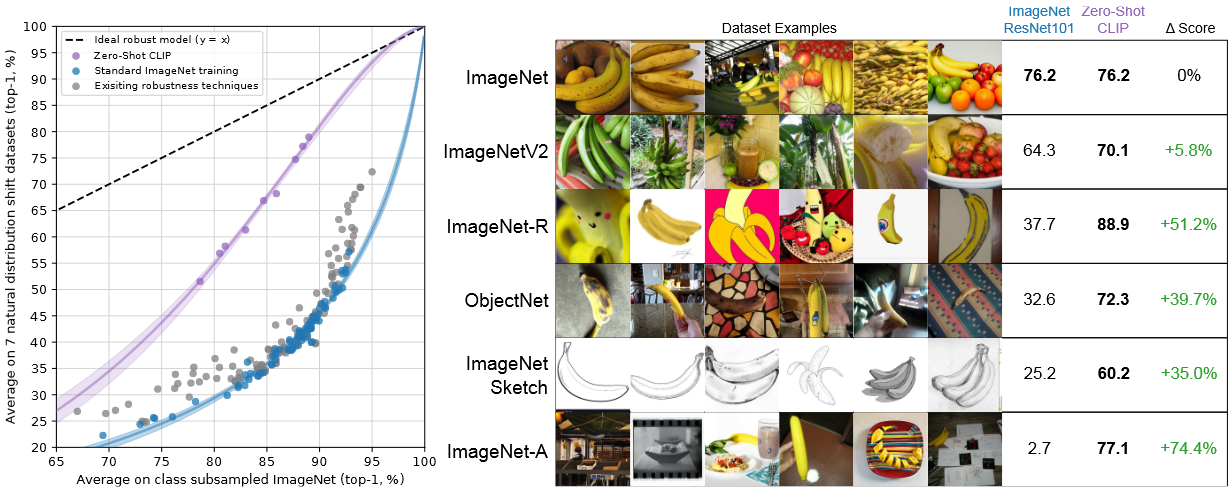 100
95
90
85
80
75
70
65
60
55
50
45
40
35
30
25
20
65
70
75
80
85
90
95
100
Average on 7 natural distribution shift datasets (top-1, %)
Average on class subsampled ImageNet (top-1, %)
Ideal robust model (y = x)
Zero-Shot CLIP
Standard ImageNet training
Exisiting robustness techniques
Dataset Examples
ImageNet
ResNet101
Zero-Shot
CLIP
Δ Score
ImageNet
76.2
76.2
0%
ImageNetV2
64.3
70.1
+5.8%
ImageNet-R
37.7
88.9
+51.2%
ObjectNet
32.6
72.3
+39.7%
ImageNet
Sketch
25.2
60.2
+35.0%
ImageNet-A
2.7
77.1
+74.4%